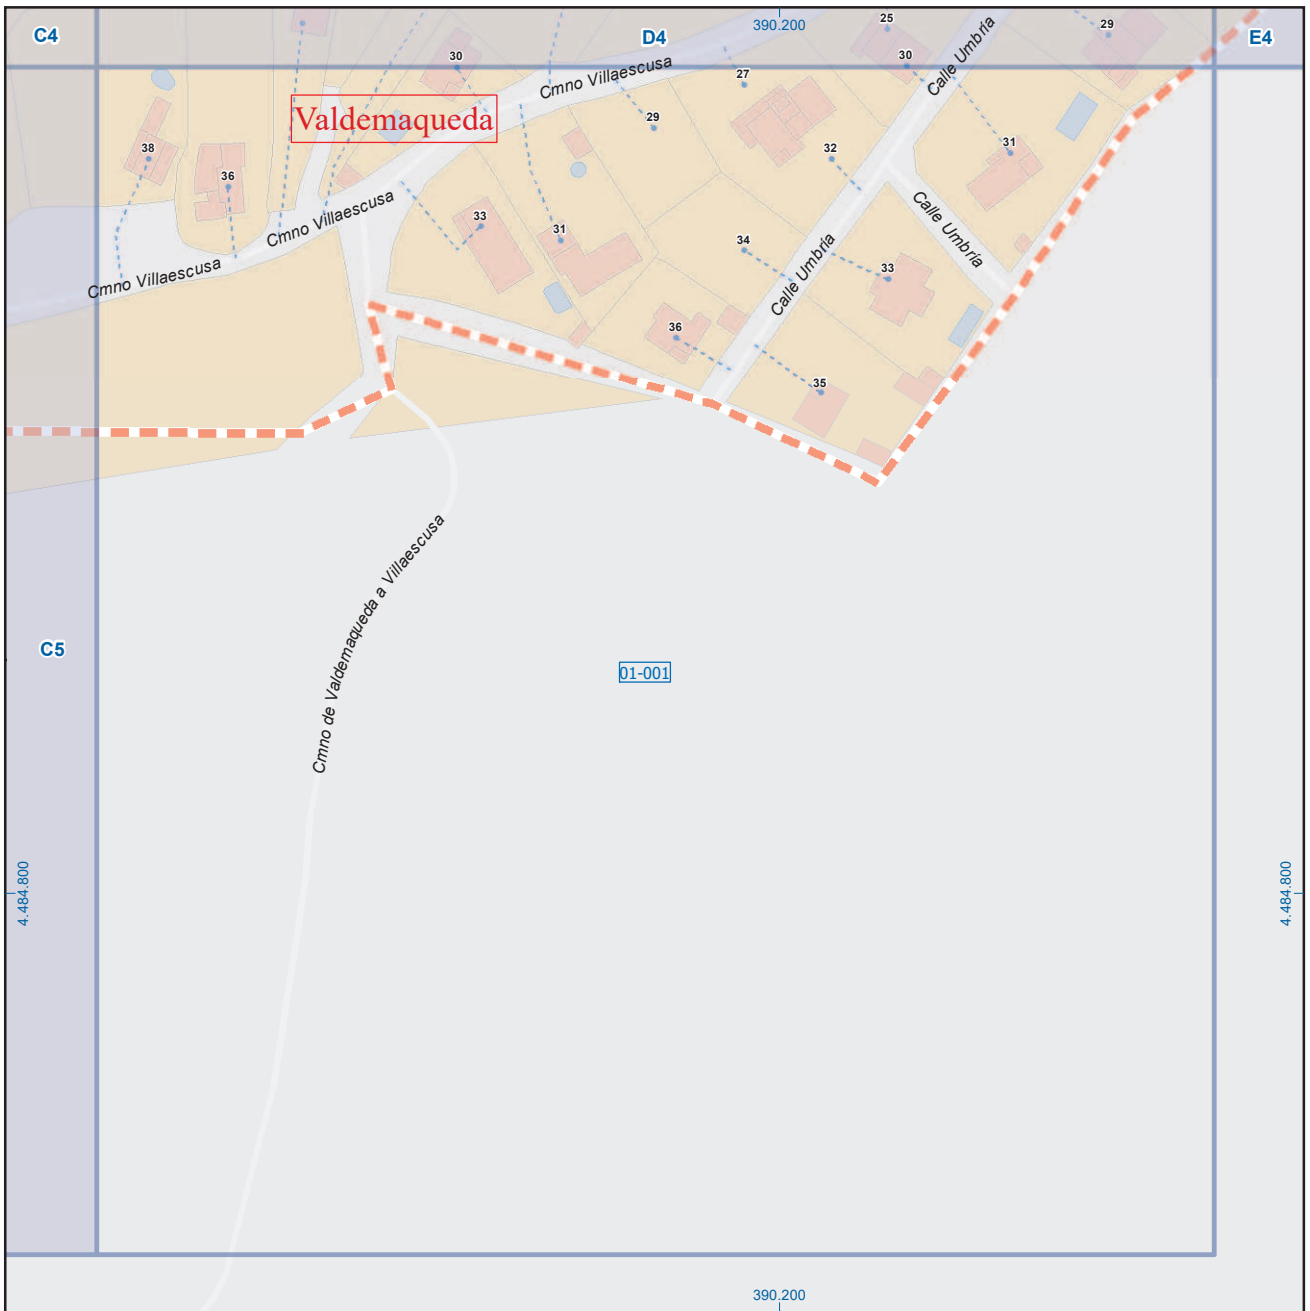 C4
D4
390.200
E4
25
29
30
30
27
29
31
32
38
36
33
31
34
33
36
35
Calle Umbría
Cmno Villaescusa
Valdemaqueda
Cmno Villaescusa
Calle Umbría
Cmno Villaescusa
Calle Umbría
Cmno de Valdemaqueda a Villaescusa
C5
01-001
4.484.800
4.484.800
390.200